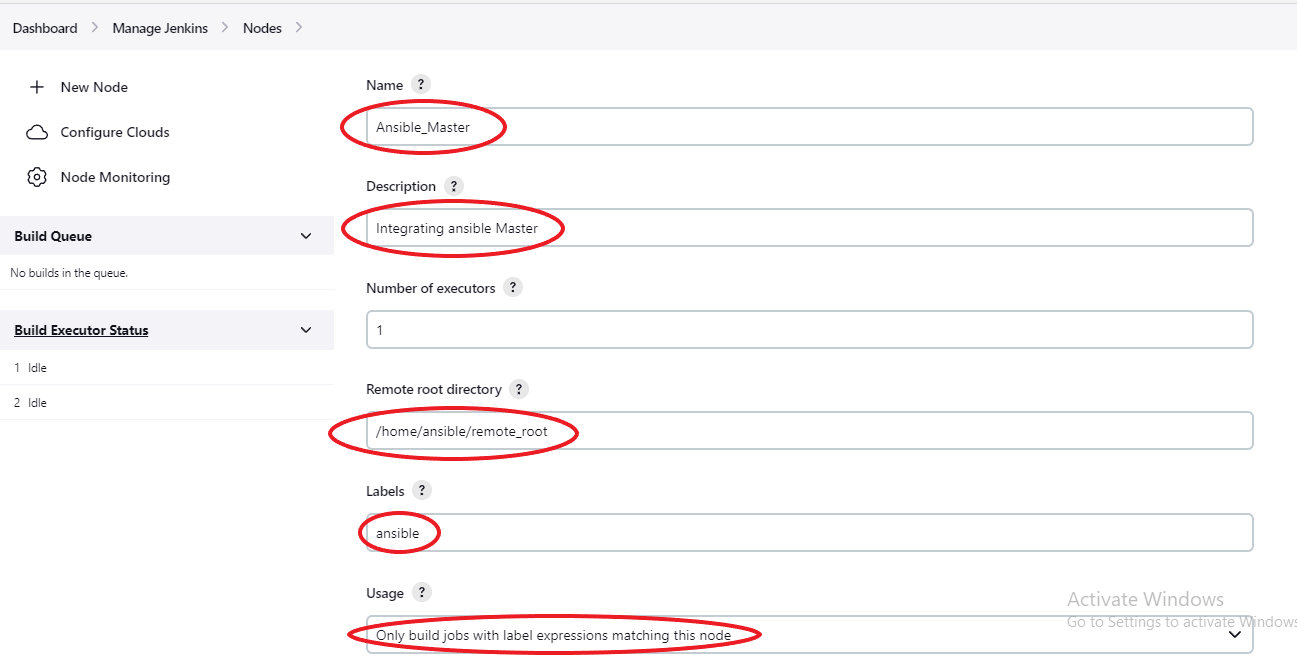 Dashboard > Manage Jenkins > Nodes >
+ New Node
Configure Clouds
Node Monitoring
Build Queue
No builds in the queue.
Build Executor Status
1 Idle
2 Idle
Name ?
Ansible_Master
Description ?
Integrating ansible Master
Number of executors ?
1
Remote root directory ?
/home/ansible/remote_root
Labels ?
ansible
Usage ?
Only build jobs with label expressions matching this node
Activate Windows
Go to Settings to activate Windows